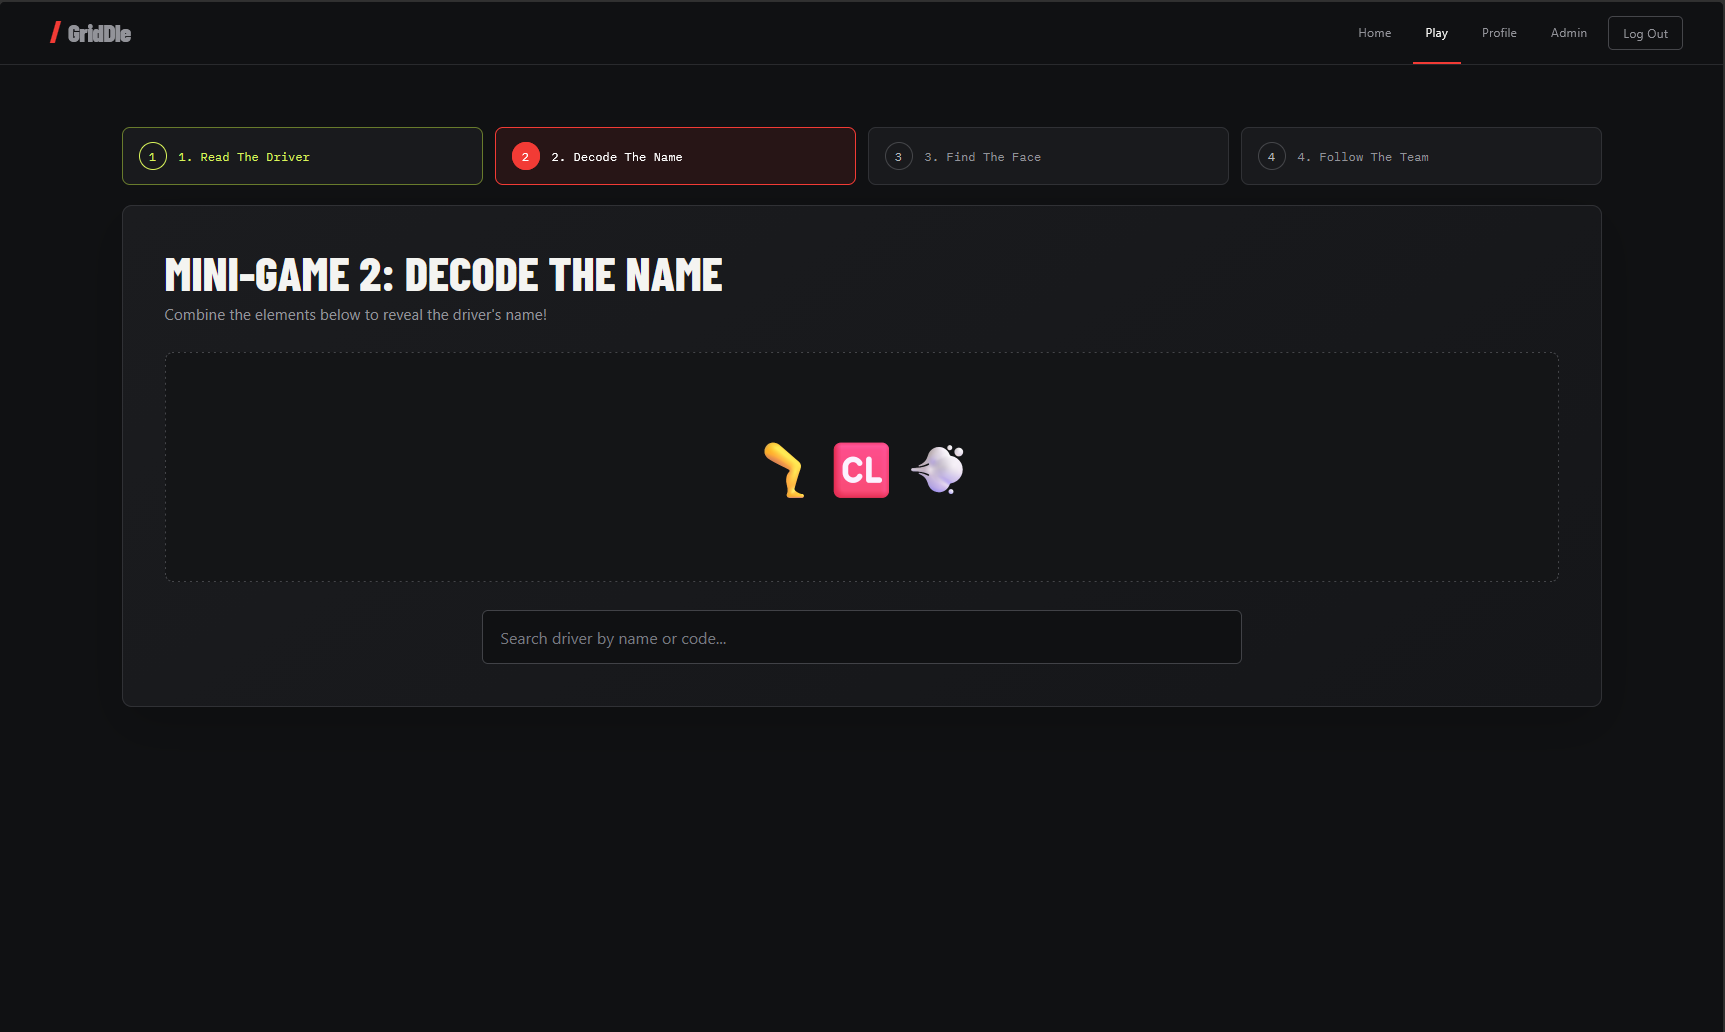 / GridDle
Home Play Profile Admin Log Out
1 1. Read The Driver
2 2. Decode The Name
3 3. Find The Face
4 4. Follow The Team
MINI-GAME 2: DECODE THE NAME
Combine the elements below to reveal the driver's name!
CL
Search driver by name or code...